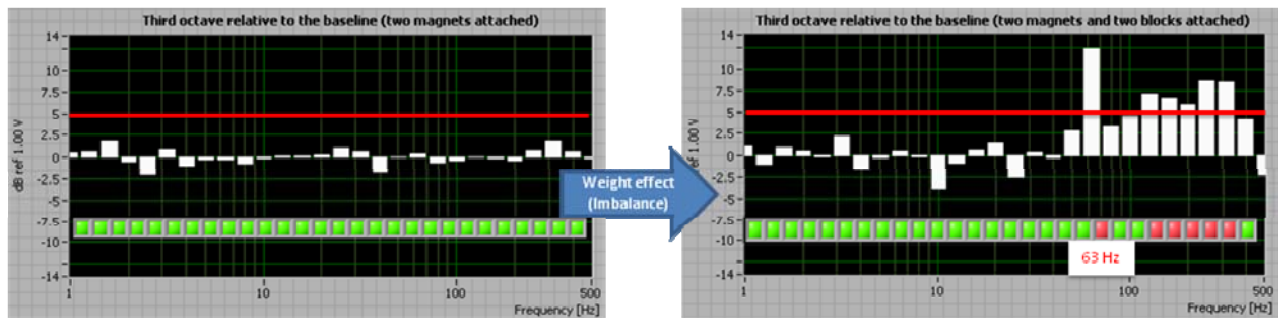 Third octave relative to the baseline (two magnets attached)
14
10
7.5
5
2.5
0
-2.5
-5
-7.5
-10
-14
dB ref 1.00 V
1 10 100 500
Frequency [Hz]
Weight effect
(Imbalance)
Third octave relative to the baseline (two magnets and two blocks attached)
14
10
7.5
5
2.5
0
-2.5
-5
-7.5
-10
-14
ref 1.00 V
63 Hz
1 10 100 500
Frequency [Hz]